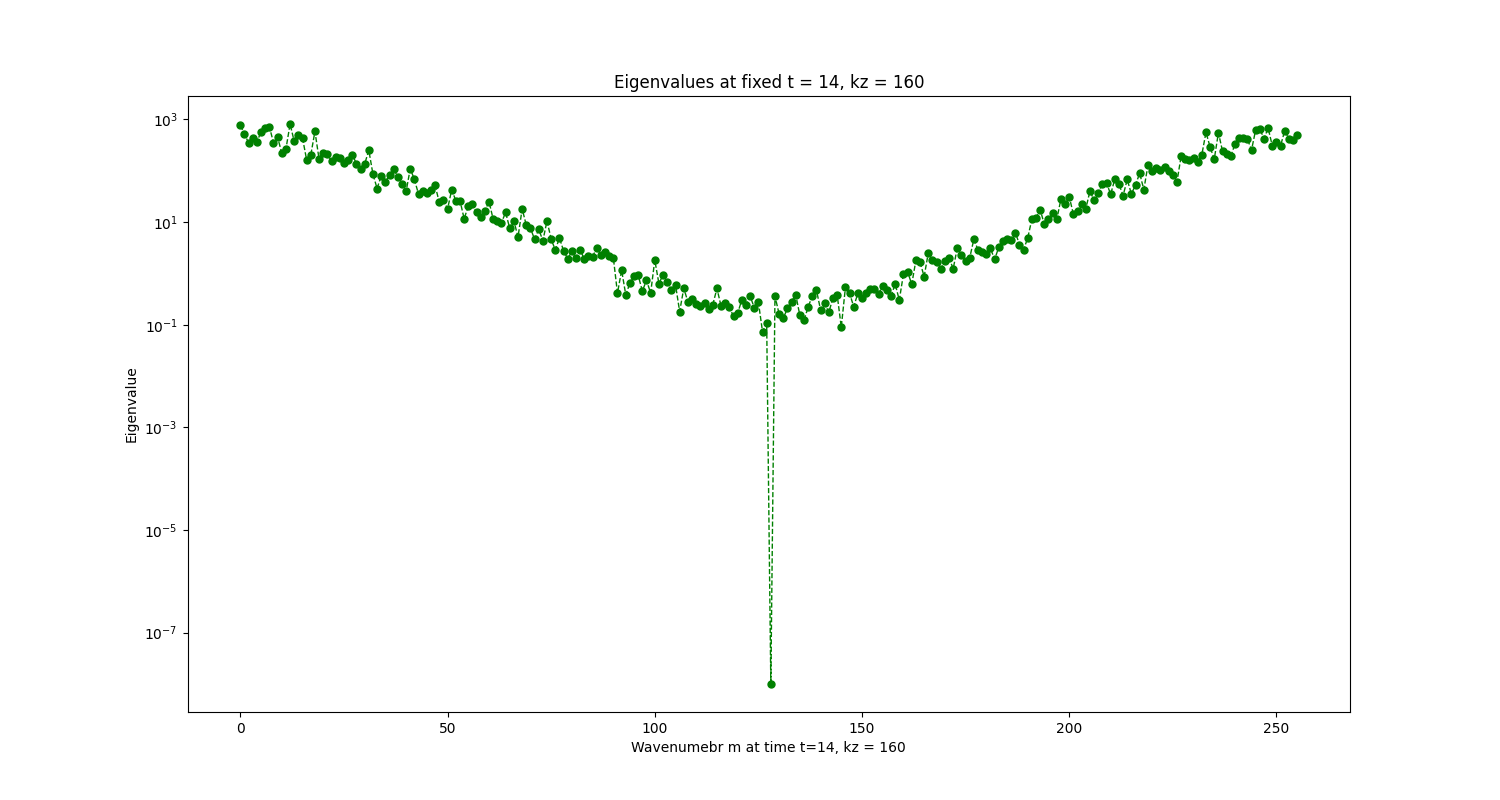 Eigenvalues at fixed t = 14, kz = 160
10³
10¹
10⁻¹
10⁻³
10⁻⁵
10⁻⁷
Eigenvalue
0 50 100 150 200 250
Wavenumebr m at time t=14, kz = 160